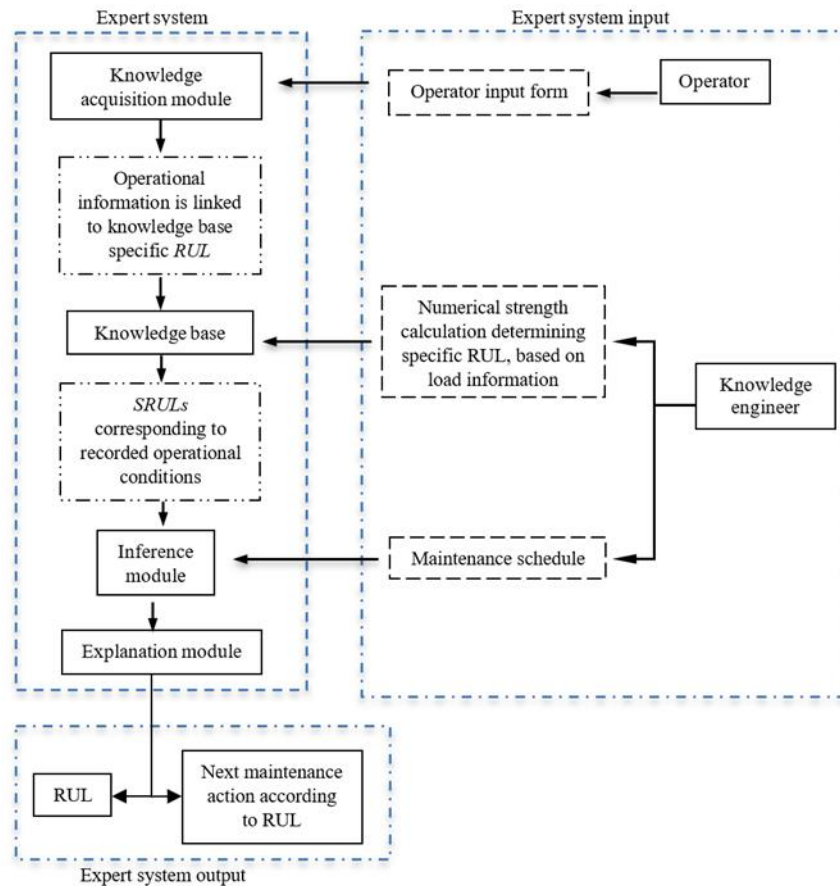 Expert system
Expert system input
Knowledge
acquisition module
Operator input form
Operator
Operational
information is linked
to knowledge base
specific RUL
Knowledge base
Numerical strength
calculation determining
specific RUL, based on
load information
Knowledge
engineer
SRULs
corresponding to
recorded operational
conditions
Inference
module
Maintenance schedule
Explanation module
RUL
Next maintenance
action according
to RUL
Expert system output